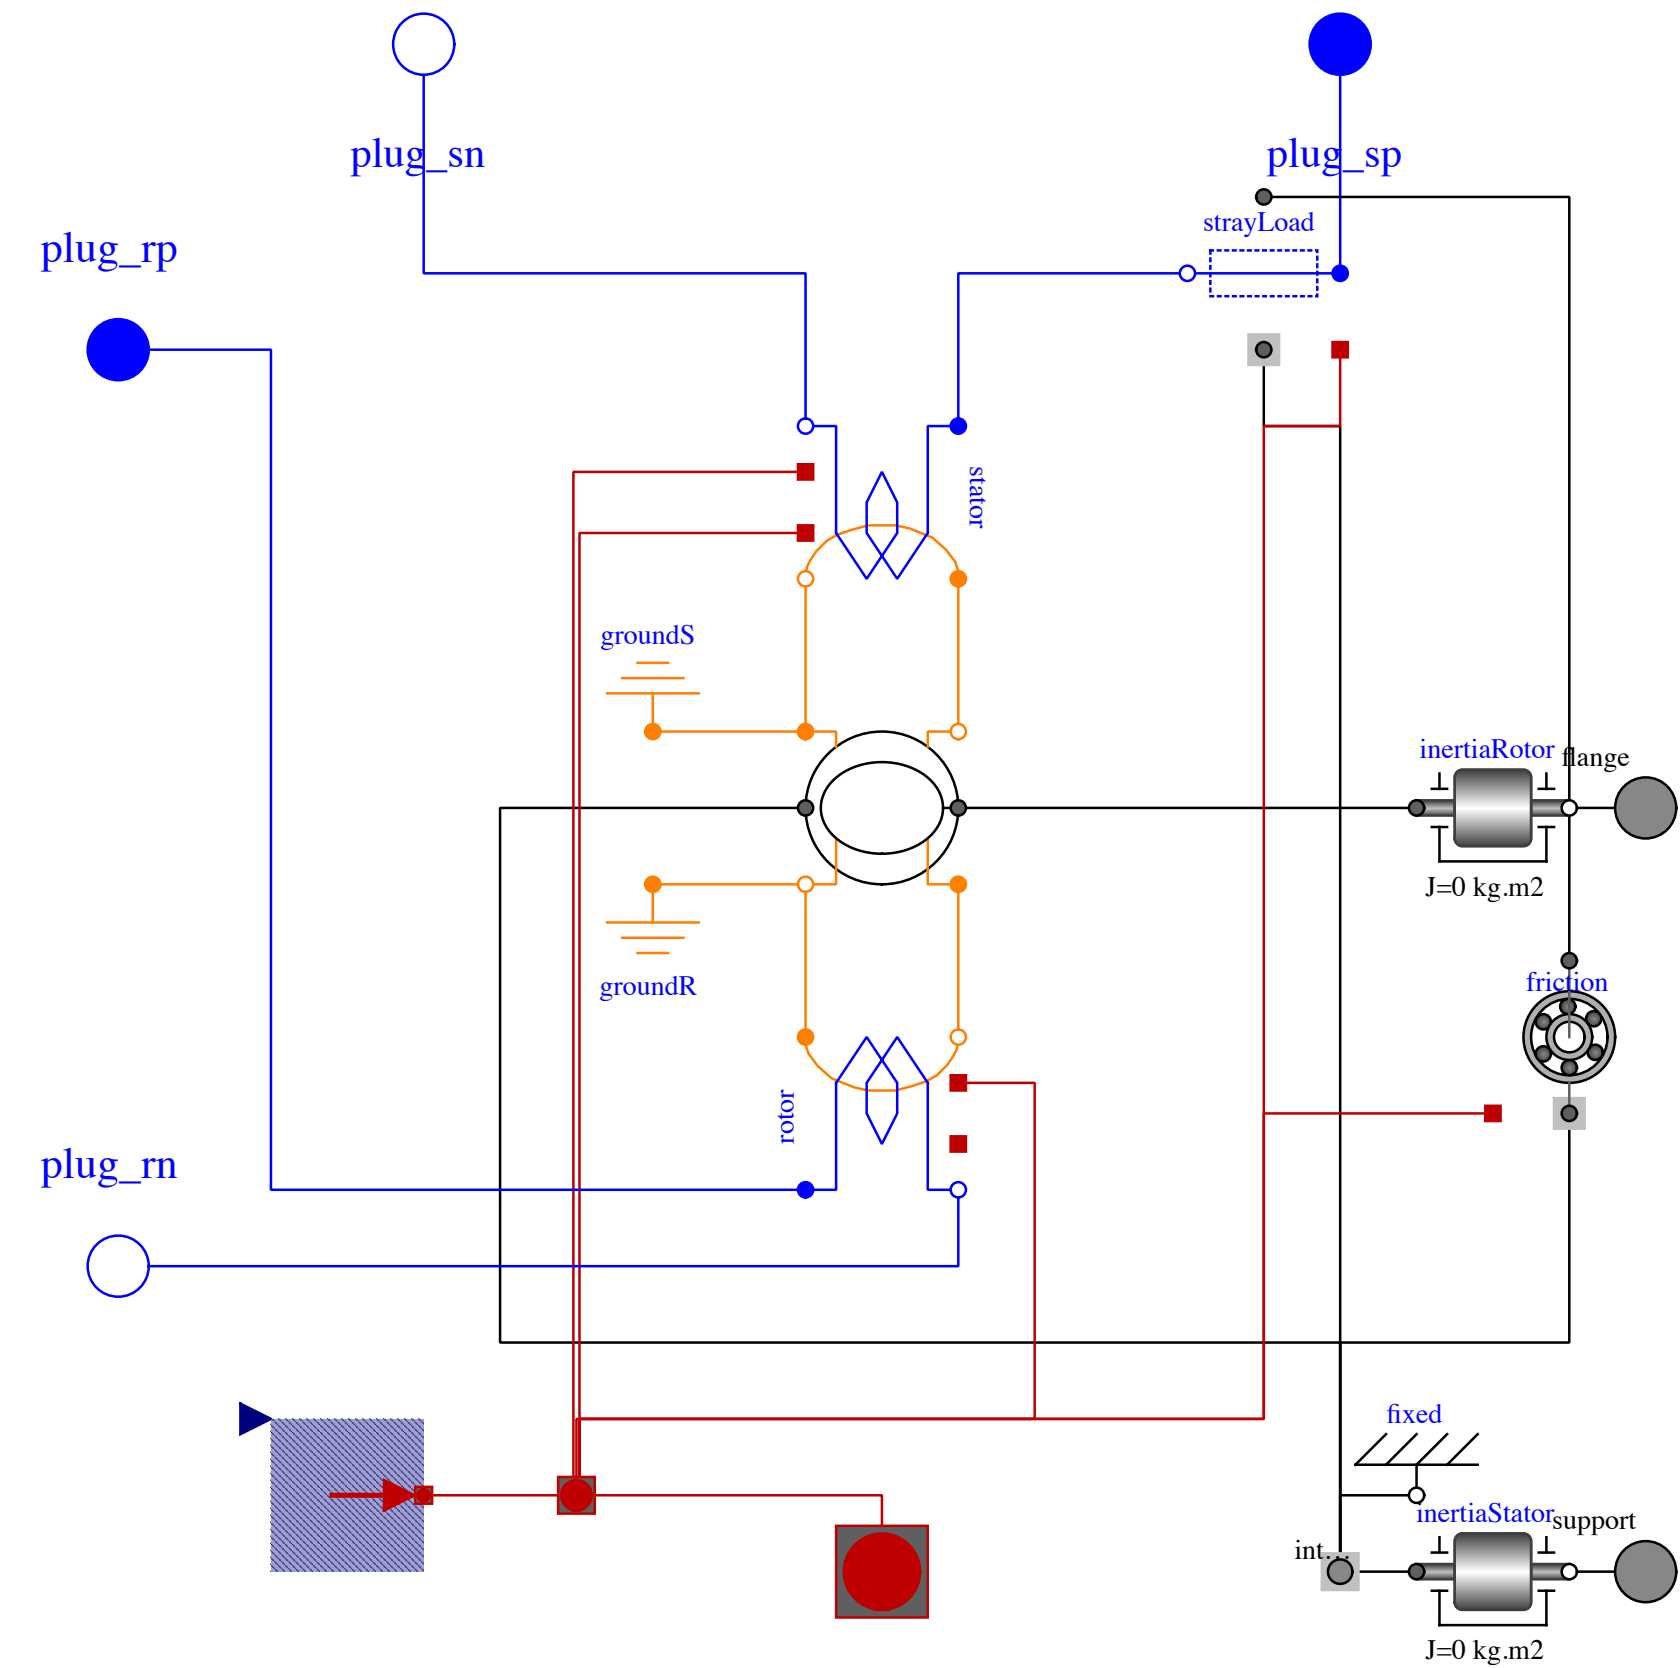 plug_sn
plug_sp
strayLoad
plug_rp
stator
groundS
inertiaRotor
flange
J=0 kg.m2
groundR
friction
rotor
plug_rn
fixed
inertiaStator
support
int...
J=0 kg.m2